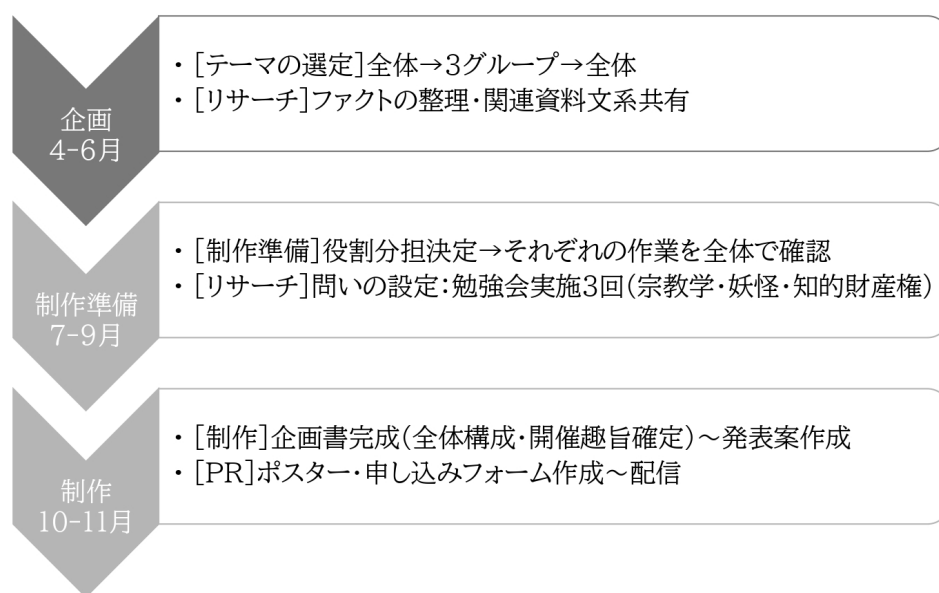 企画
4-6月
・[テーマの選定]全体→3グループ→全体
・[リサーチ]ファクトの整理・関連資料文系共有
制作準備
7-9月
・[制作準備]役割分担決定→それぞれの作業を全体で確認
・[リサーチ]問いの設定:勉強会実施3回(宗教学・妖怪・知的財産権)
制作
10-11月
・[制作]企画書完成(全体構成・開催趣旨確定)～発表案作成
・[PR]ポスター・申し込みフォーム作成～配信